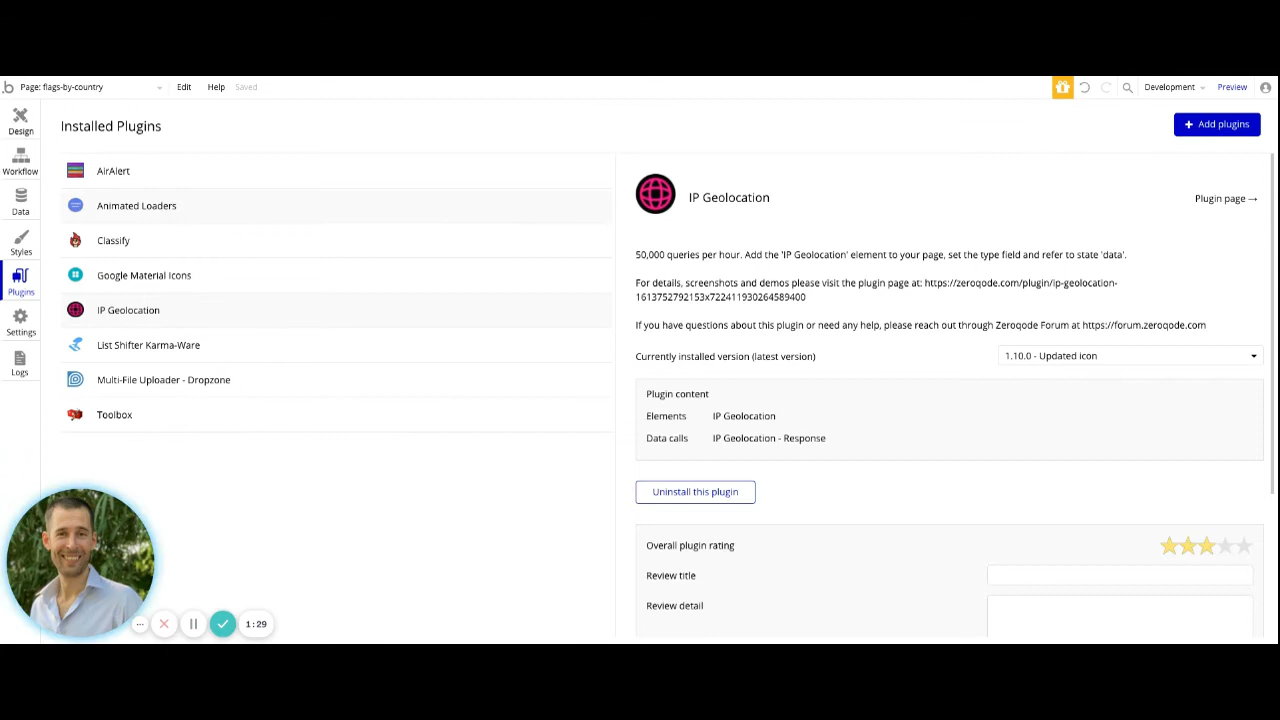 Page: flags-by-country
Edit
Help
Saved
Development
Preview
Design
Workflow
Data
Styles
Plugins
Settings
Logs
Installed Plugins
+ Add plugins
AirAlert
Animated Loaders
Classify
Google Material Icons
IP Geolocation
List Shifter Karma-Ware
Multi-File Uploader - Dropzone
Toolbox
IP Geolocation
Plugin page →
50,000 queries per hour. Add the 'IP Geolocation' element to your page, set the type field and refer to state 'data'.
For details, screenshots and demos please visit the plugin page at: https://zeroqode.com/plugin/ip-geolocation-
1613752792153x722411930264589400
If you have questions about this plugin or need any help, please reach out through Zeroqode Forum at https://forum.zeroqode.com
Currently installed version (latest version)
1.10.0 - Updated icon
Plugin content
Elements IP Geolocation
Data calls IP Geolocation - Response
Uninstall this plugin
Overall plugin rating
Review title
Review detail
1:29